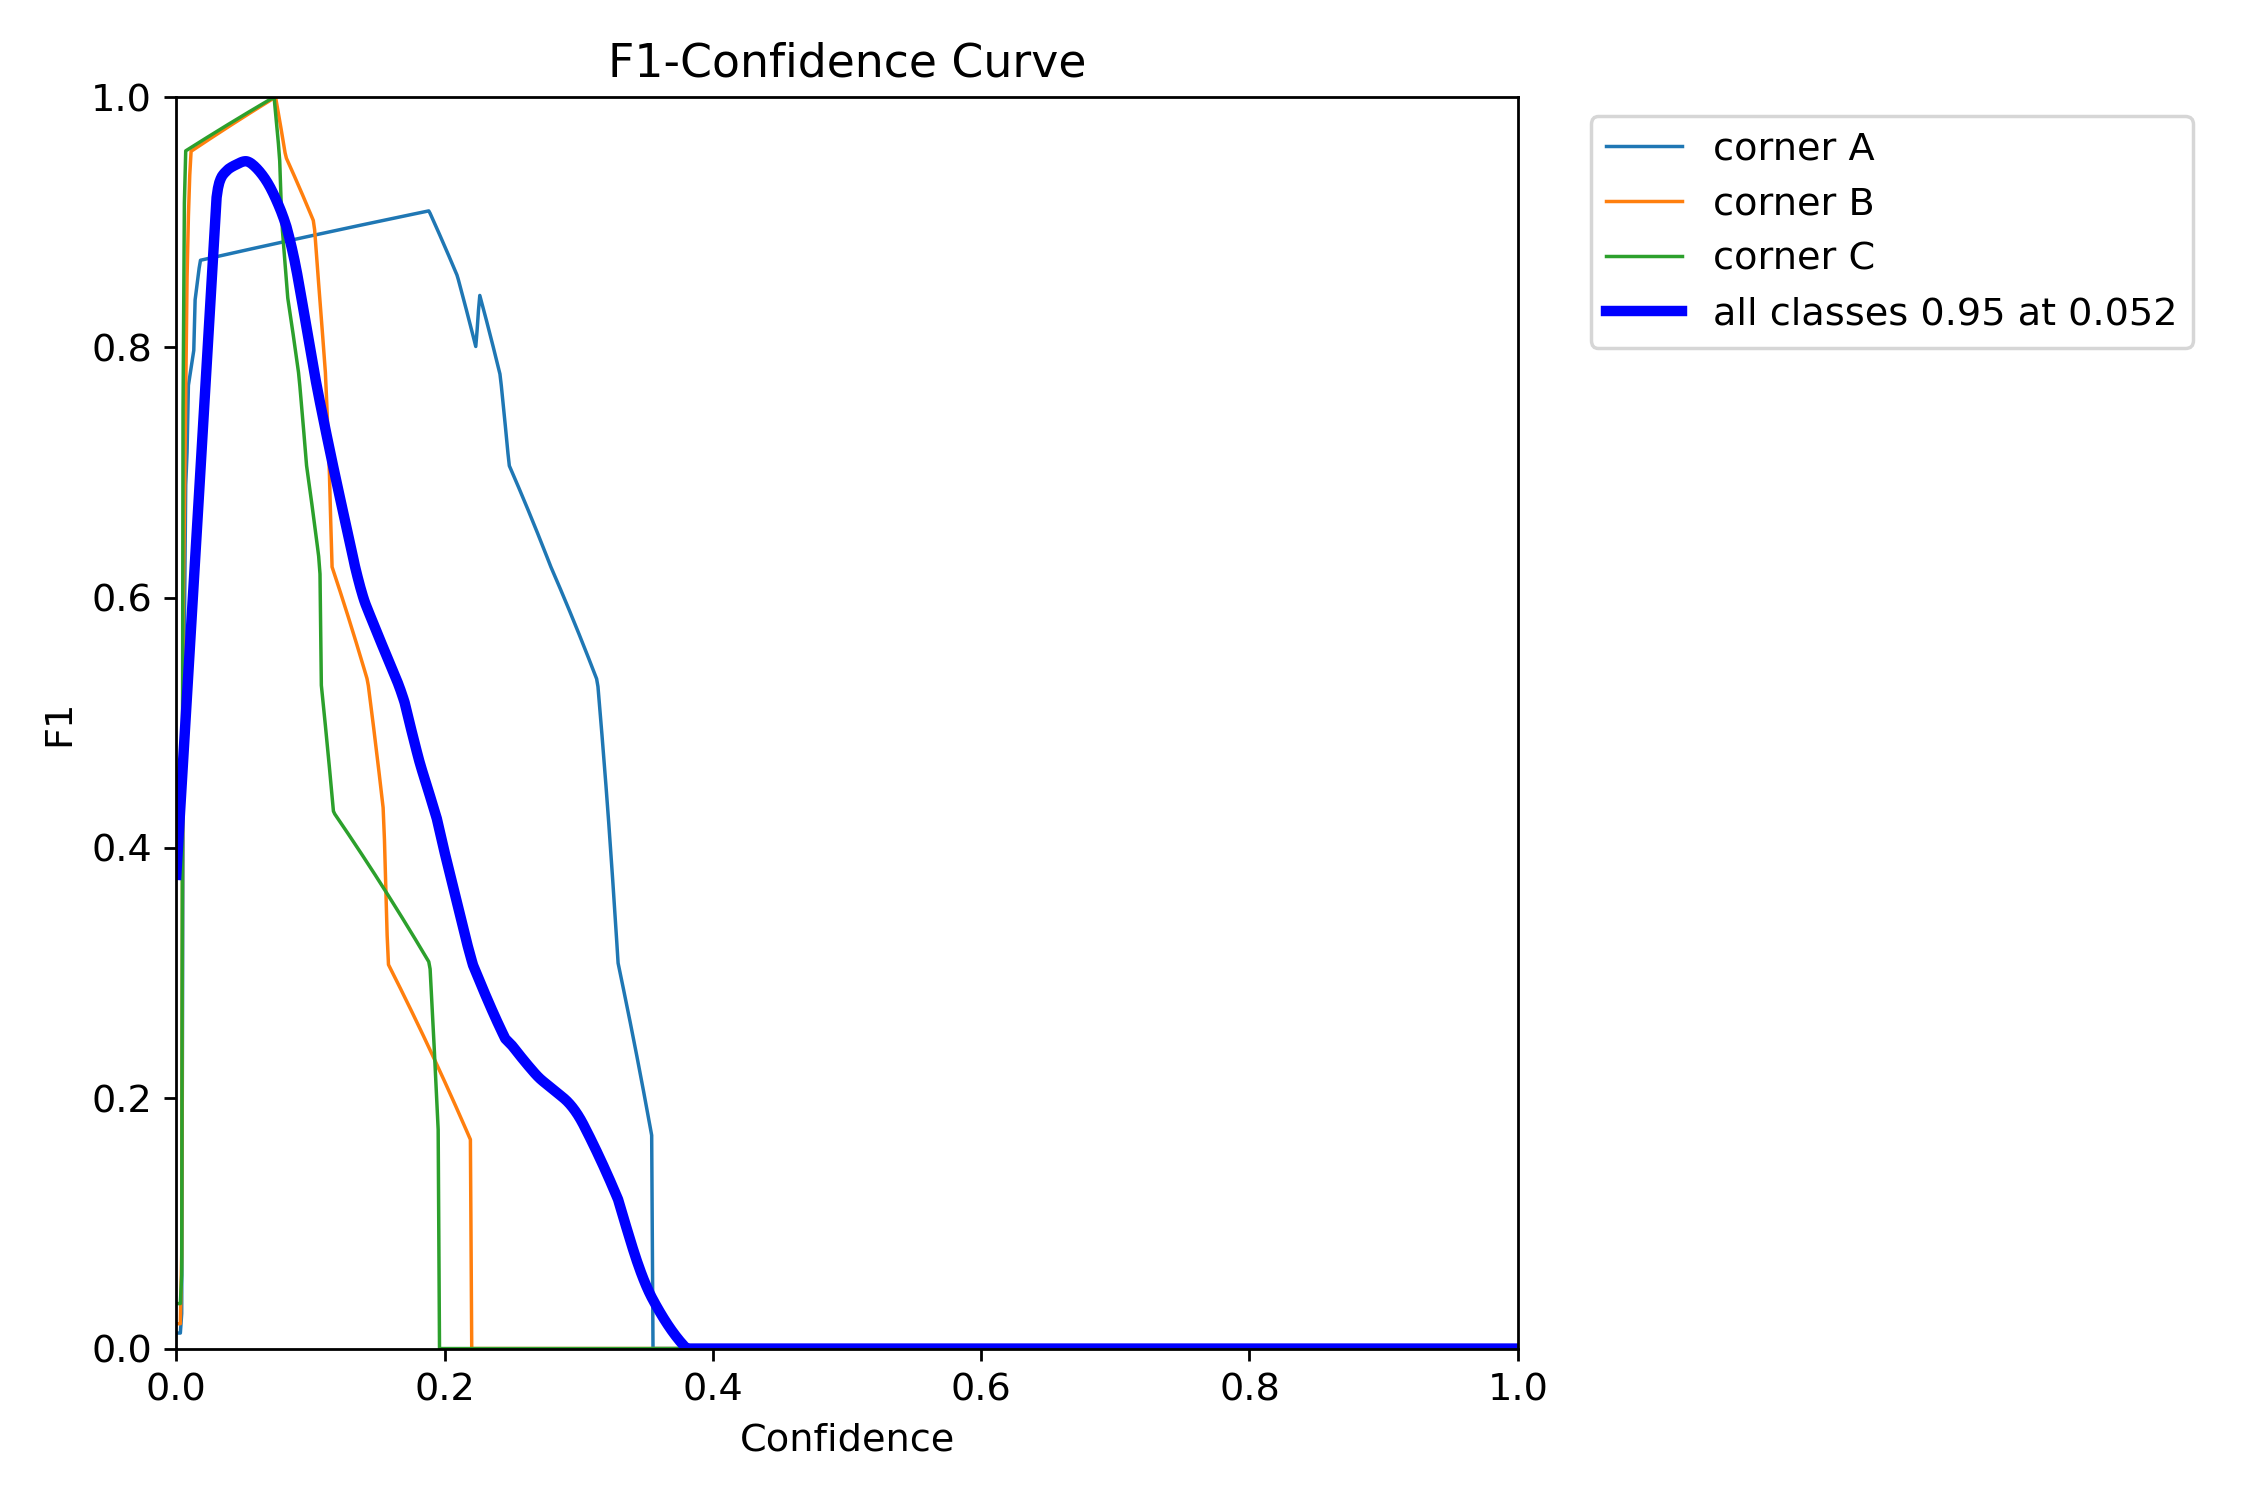 F1-Confidence Curve
1.0
0.8
0.6
0.4
0.2
0.0
F1
0.0 0.2 0.4 0.6 0.8 1.0
Confidence
corner A
corner B
corner C
all classes 0.95 at 0.052